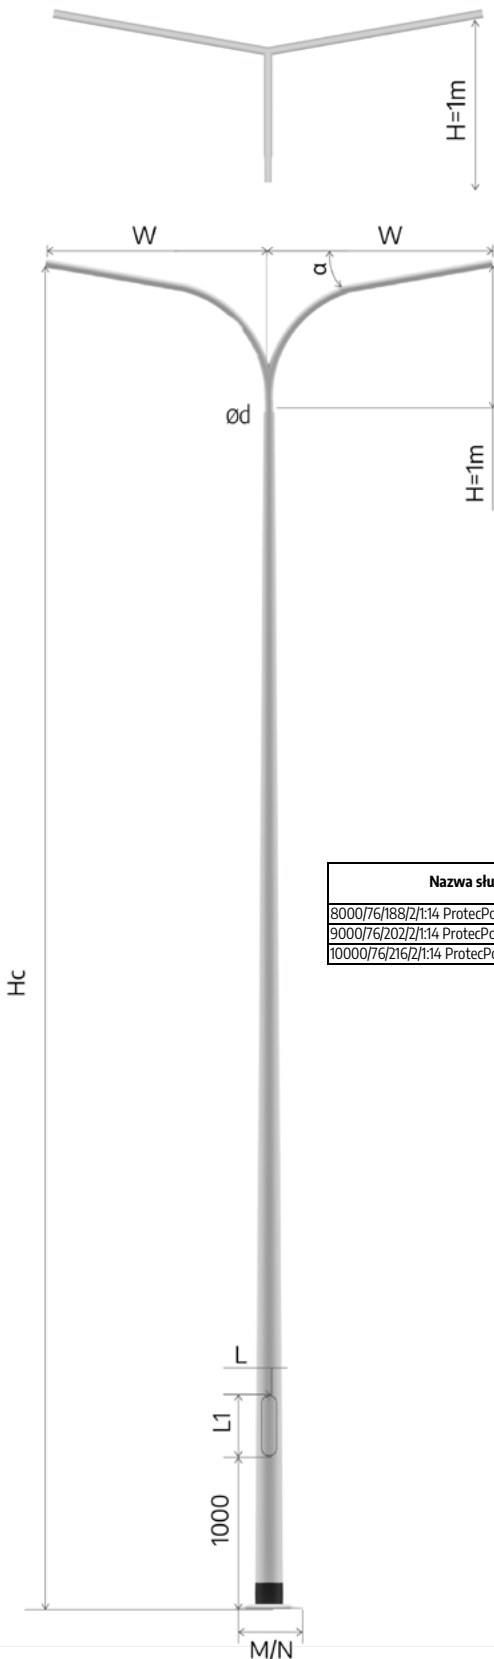 H=1m
W
W
α
ød
H=1m
Nazwa słu
8000/76/188/2/1:14 ProtecPo
9000/76/202/2/1:14 ProtecPo
10000/76/216/2/1:14 ProtecPo
Hc
L
L1
1000
M/N